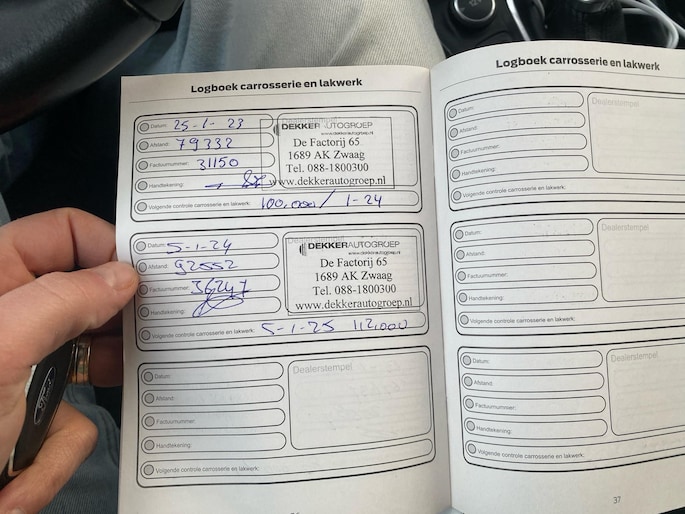 Logboek carrosserie en lakwerk
Datum: 25-1-23
Afstand: 79332
Factuurnummer: 31150
Handtekening:
Dealerstempel
DEKKERAUTOGROEP
www.dekkerautogroep.nl
De Factorij 65
1689 AK Zwaag
Tel. 088-1800300
www.dekkerautogroep.nl
Volgende controle carrosserie en lakwerk: 100.000/ 1-24
Datum: 5-1-24
Afstand: 92552
Factuurnummer: 36247
Handtekening:
DEKKERAUTOGROEP
www.dekkerautogroep.nl
De Factorij 65
1689 AK Zwaag
Tel. 088-1800300
www.dekkerautogroep.nl
Volgende controle carrosserie en lakwerk: 5-1-25 112.000
Datum:
Afstand:
Factuurnummer:
Handtekening:
Dealerstempel
Volgende controle carrosserie en lakwerk:
Logboek carrosserie en lakwerk
Datum:
Afstand:
Factuurnummer:
Handtekening:
Dealerstempel
Volgende controle carrosserie en lakwerk:
Datum:
Afstand:
Factuurnummer:
Handtekening:
Dealerstempel
Volgende controle carrosserie en lakwerk:
Datum:
Afstand:
Factuurnummer:
Handtekening:
Dealerstempel
Volgende controle carrosserie en lakwerk:
37